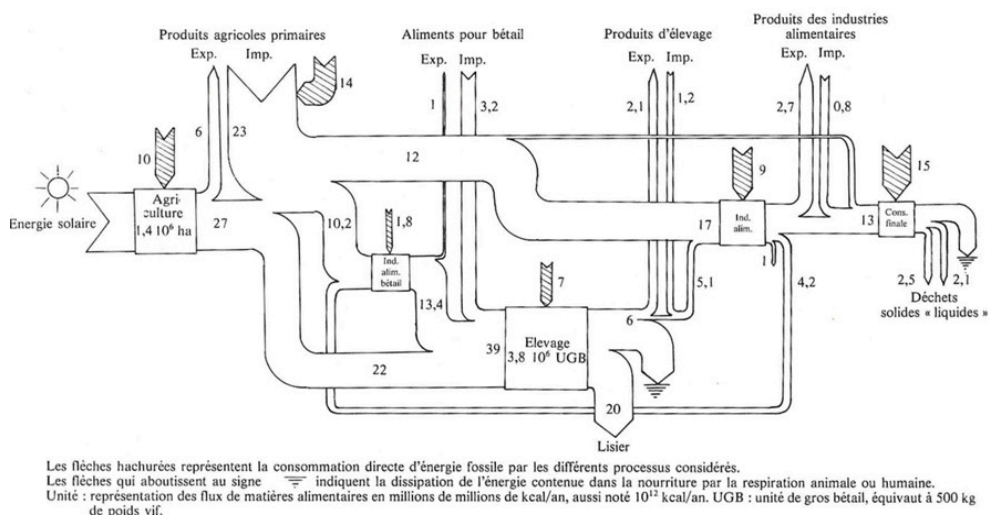 Produits des industries
alimentaires
Produits agricoles primaires
Aliments pour bétail
Produits d'élevage
Exp. Imp.
Exp. Imp.
Exp. Imp.
Exp. Imp.
14
1
3,2
2,1
1,2
2,7
0,8
6
23
10
12
9
15
Energie solaire
Agri-
culture
1,4 10⁶ ha
27
10,2
1,8
17
Ind.
alim.
13
Cons.
finale
Ind.
alim.
bétail
7
1
5,1
4,2
2,5
2,1
13,4
6
Déchets
solides « liquides »
39
Elevage
3,8 10⁶ UGB
22
20
Lisier
Les flèches hachurées représentent la consommation directe d'énergie fossile par les différents processus considérés.
Les flèches qui aboutissent au signe indiquent la dissipation de l'énergie contenue dans la nourriture par la respiration animale ou humaine.
Unité : représentation des flux de matières alimentaires en millions de millions de kcal/an, aussi noté 10¹² kcal/an. UGB : unité de gros bétail, équivaut à 500 kg
de poids vif.